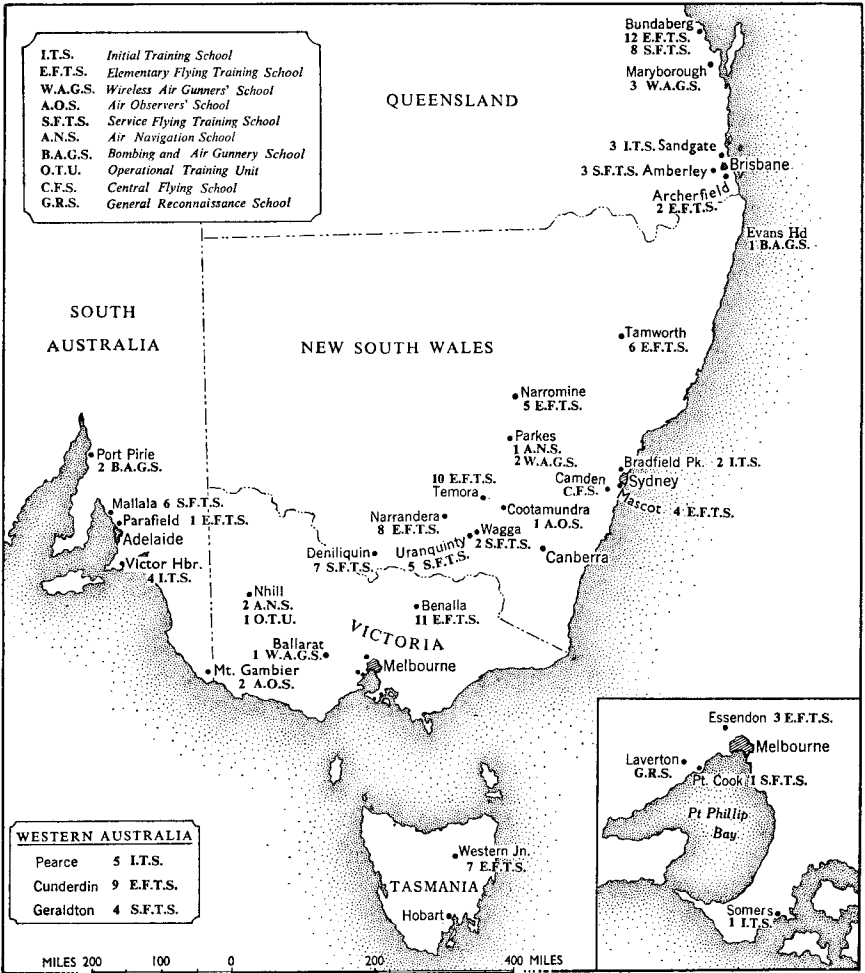 I.T.S. Initial Training School
E.F.T.S. Elementary Flying Training School
W.A.G.S. Wireless Air Gunners' School
A.O.S. Air Observers' School
S.F.T.S. Service Flying Training School
A.N.S. Air Navigation School
B.A.G.S. Bombing and Air Gunnery School
O.T.U. Operational Training Unit
C.F.S. Central Flying School
G.R.S. General Reconnaissance School
Bundaberg
12 E.F.T.S.
8 S.F.T.S.
Maryborough
3 W.A.G.S.
QUEENSLAND
3 I.T.S. Sandgate
Brisbane
3 S.F.T.S. Amberley
Archerfield
2 E.F.T.S.
Evans Hd
1 B.A.G.S.
SOUTH
AUSTRALIA
NEW SOUTH WALES
Tamworth
6 E.F.T.S.
Narromine
5 E.F.T.S.
Parkes
1 A.N.S.
2 W.A.G.S.
Port Pirie
2 B.A.G.S.
Bradfield Pk. 2 I.T.S.
Camden
C.F.S.
Sydney
Mascot 4 E.F.T.S.
10 E.F.T.S.
Temora
Cootamundra
1 A.O.S.
Mallala 6 S.F.T.S.
Parafield 1 E.F.T.S.
Adelaide
Narrandera
8 E.F.T.S.
Wagga
2 S.F.T.S.
Uranquinty
5 S.F.T.S.
Deniliquin
7 S.F.T.S.
Canberra
Victor Hbr.
4 I.T.S.
Nhill
2 A.N.S.
1 O.T.U.
Benalla
11 E.F.T.S.
VICTORIA
Ballarat
1 W.A.G.S.
Melbourne
Mt. Gambier
2 A.O.S.
Essendon 3 E.F.T.S.
Melbourne
Laverton
G.R.S.
Pt. Cook 1 S.F.T.S.
Pt Phillip
Bay
Somers
1 I.T.S.
WESTERN AUSTRALIA
Pearce 5 I.T.S.
Cunderdin 9 E.F.T.S.
Geraldton 4 S.F.T.S.
Western Jn.
7 E.F.T.S.
TASMANIA
Hobart
MILES 200 0 200 400 MILES